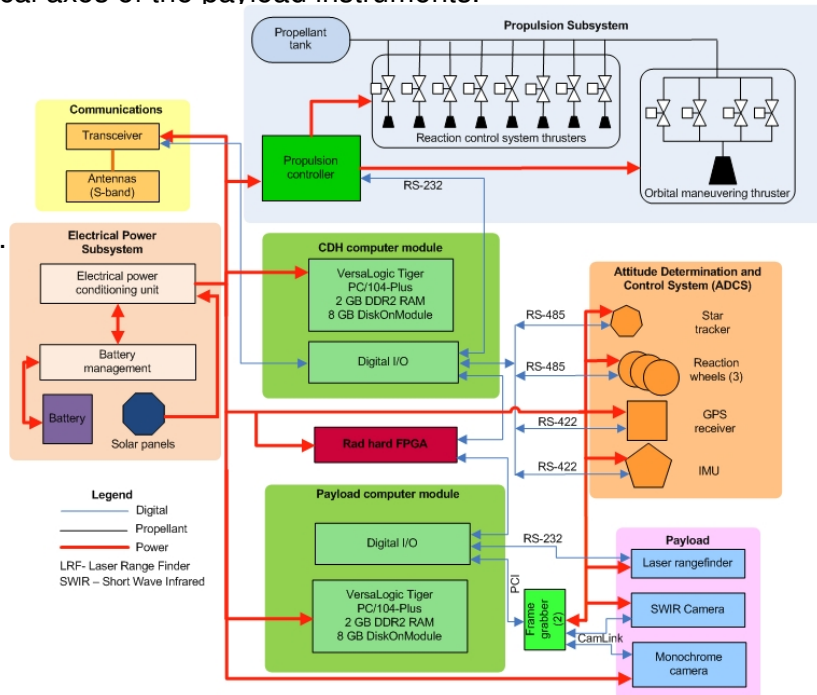 cal axes of the payload instruments.
Propulsion Subsystem
Propellant
tank
Reaction control system thrusters
Orbital maneuvering thruster
Propulsion
controller
RS-232
Communications
Transceiver
Antennas
(S-band)
.
Electrical Power
Subsystem
Electrical power
conditioning unit
Battery
management
Battery
Solar panels
CDH computer module
VersaLogic Tiger
PC/104-Plus
2 GB DDR2 RAM
8 GB DiskOnModule
Digital I/O
Attitude Determination and
Control System (ADCS)
RS-485
Star
tracker
RS-485
Reaction
wheels (3)
RS-422
GPS
receiver
RS-422
IMU
Rad hard FPGA
Legend
Digital
Propellant
Power
LRF- Laser Range Finder
SWIR – Short Wave Infrared
Payload computer module
Digital I/O
VersaLogic Tiger
PC/104-Plus
2 GB DDR2 RAM
8 GB DiskOnModule
RS-232
PCI
Frame
grabber
(2)
CamLink
Payload
Laser rangefinder
SWIR Camera
Monochrome
camera